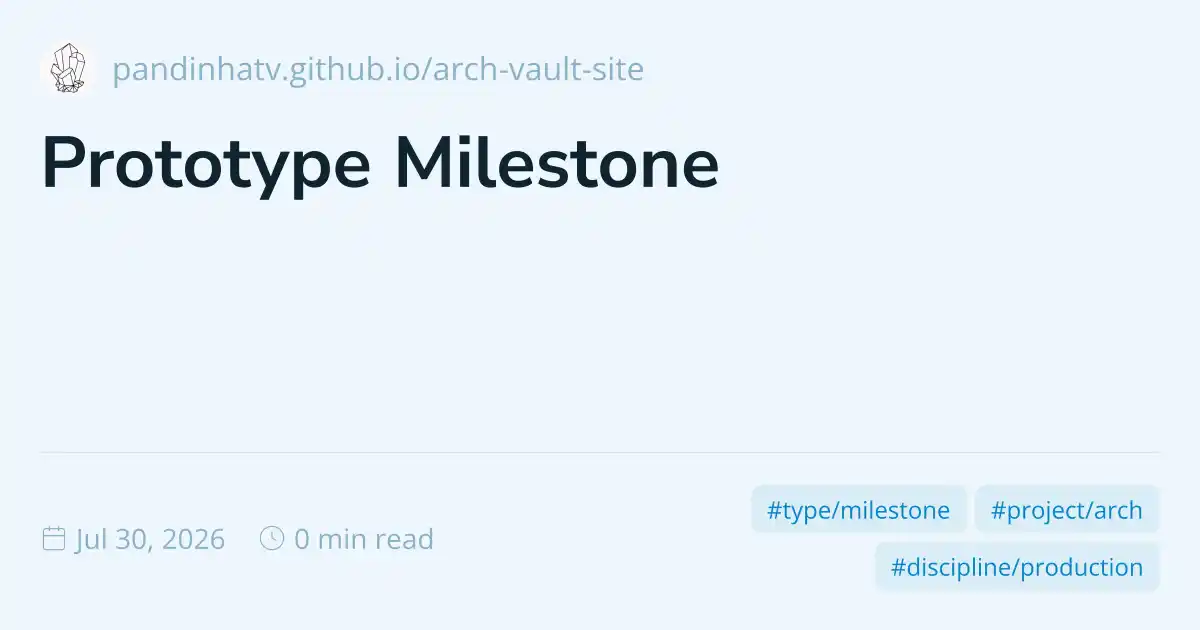 pandinhatv.github.io/arch-vault-site
Prototype Milestone
Jul 30, 2026 0 min read
#type/milestone #project/arch
#discipline/production